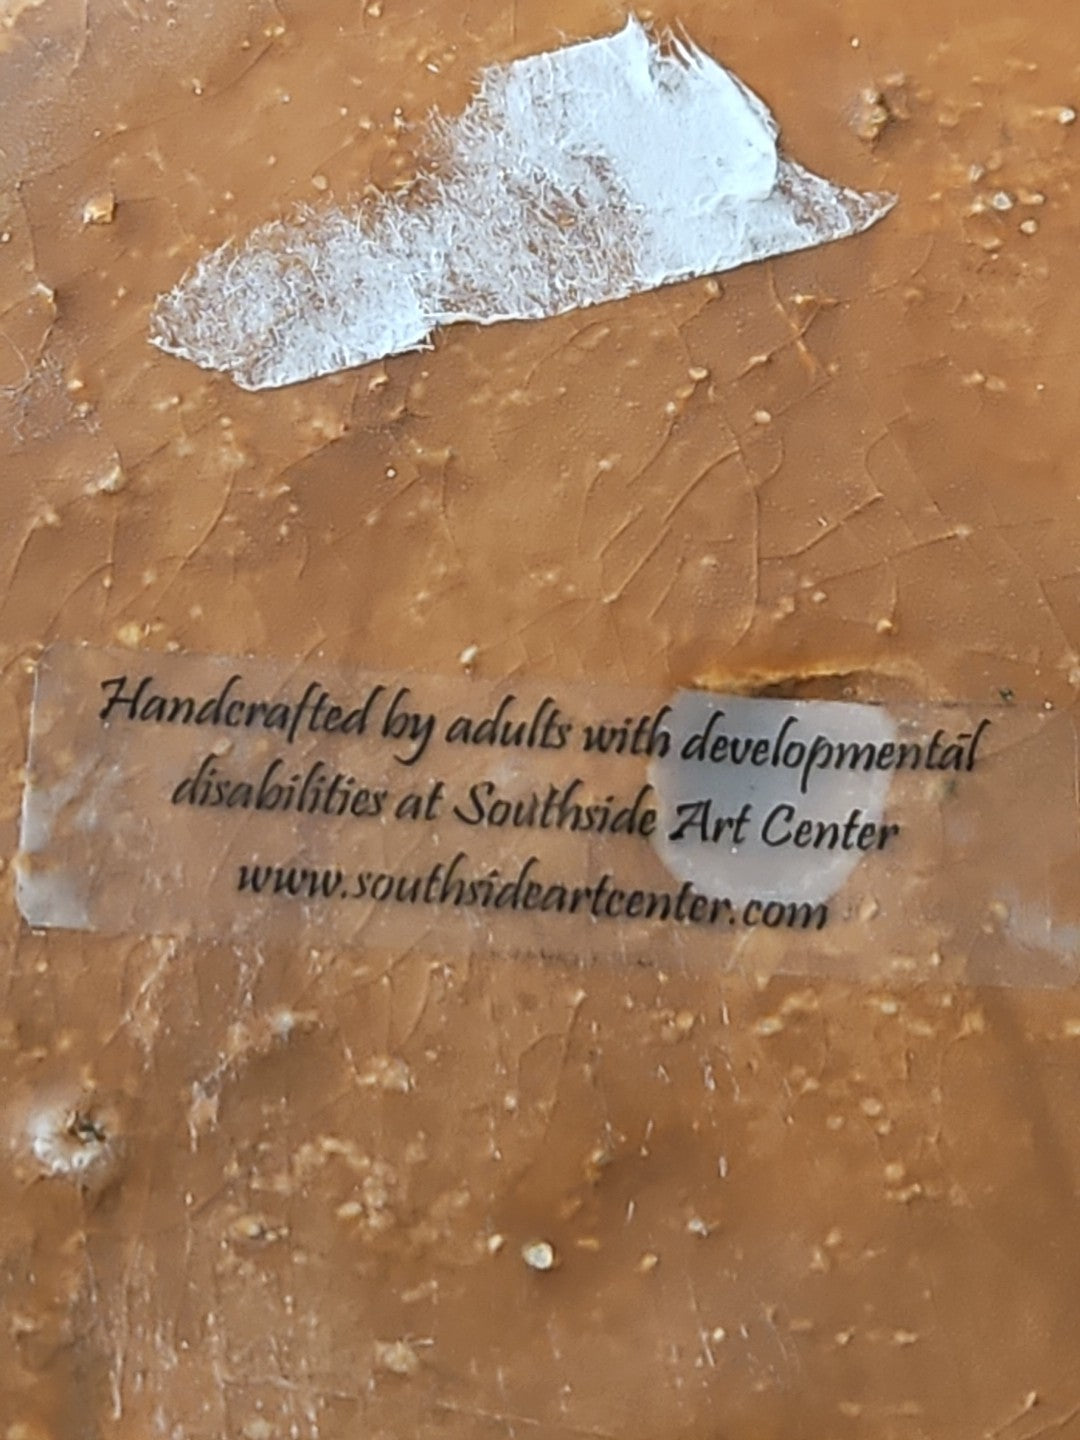 Handcrafted by adults with developmental
disabilities at Southside Art Center
www.southsideartcenter.com